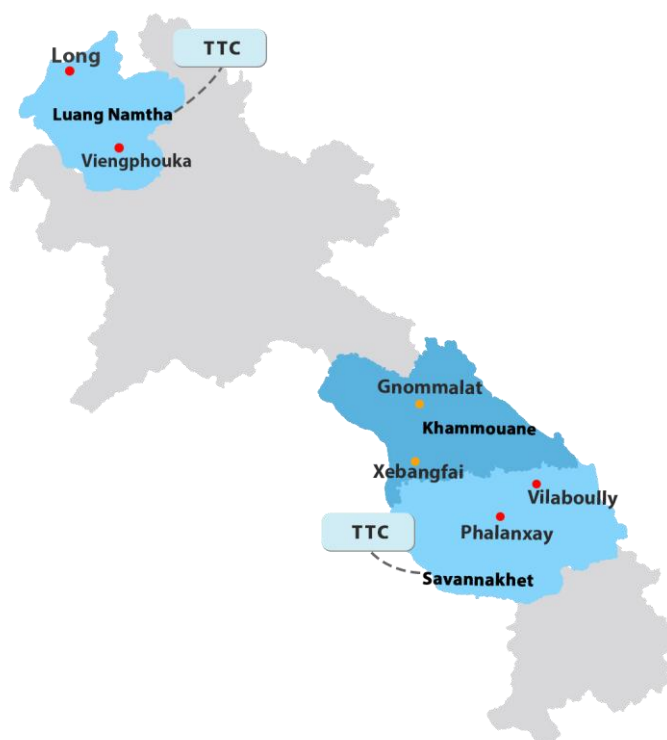 TTC
Long
Luang Namtha
Viengphouka
Gnommalat
Khammouane
Xebangfai
Vilaboully
TTC
Phalanxay
Savannakhet